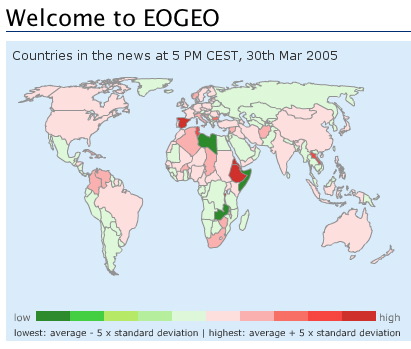 Welcome to EOGEO
Countries in the news at 5 PM CEST, 30th Mar 2005
low high
lowest: average - 5 x standard deviation | highest: average + 5 x standard deviation